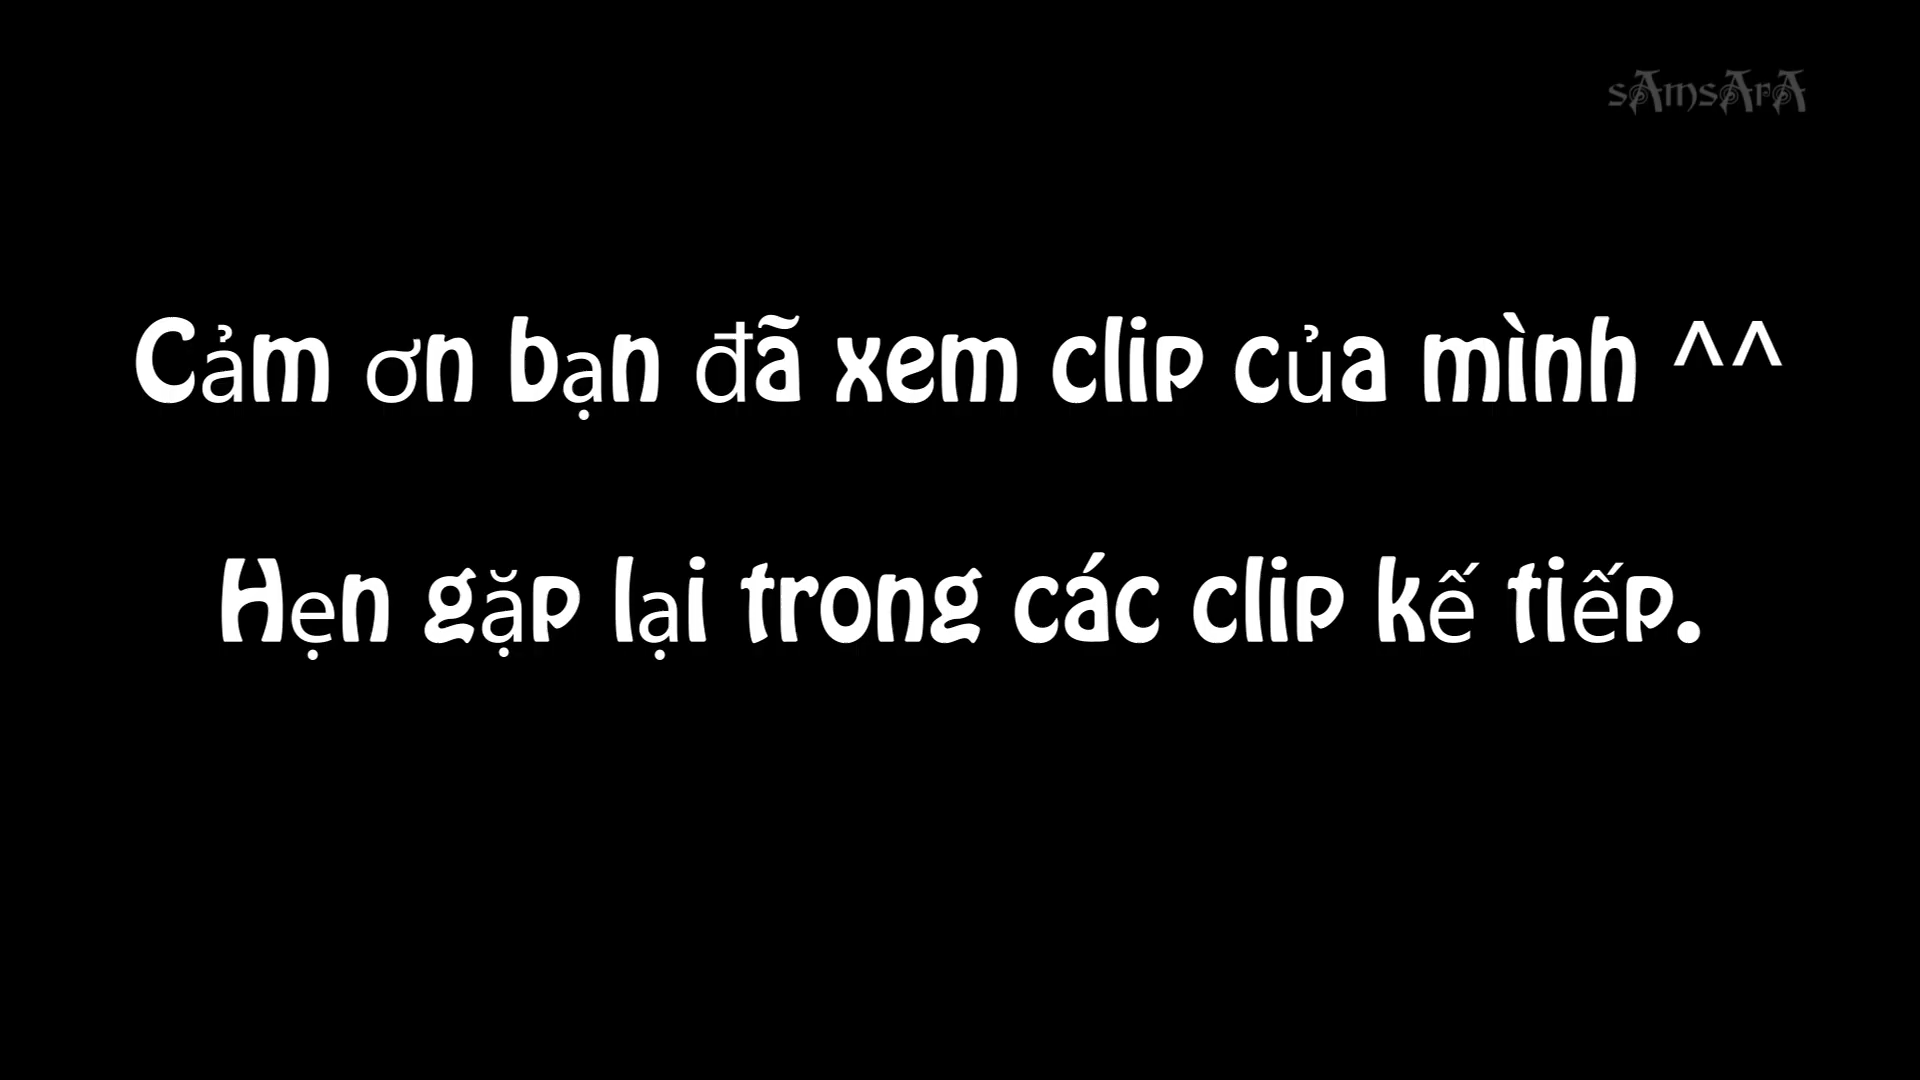 sAmsArA
Cảm ơn bạn đã xem clip của mình ^^
Hẹn gặp lại trong các clip kế tiếp.